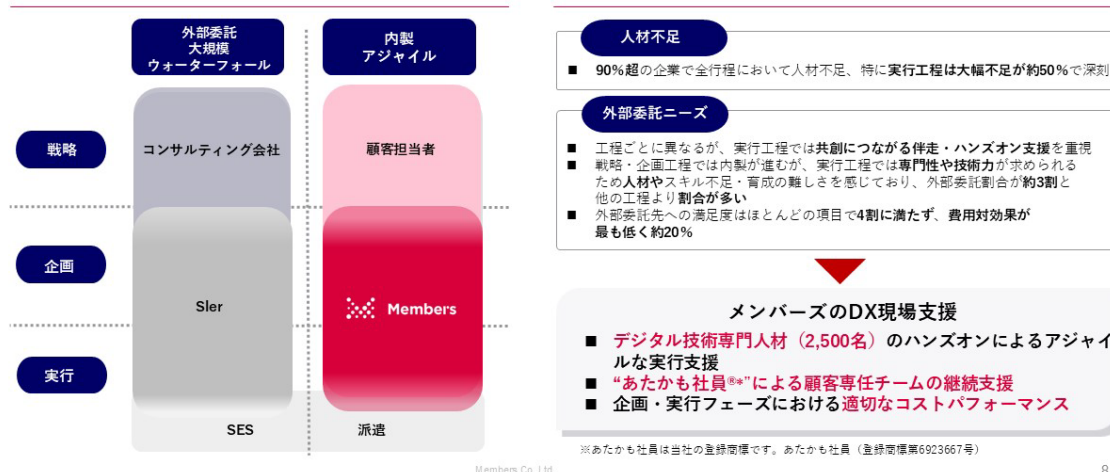 外部委託
大規模
ウォーターフォール
内製
アジャイル
戦略
コンサルティング会社
顧客担当者
企画
SIer
Members
実行
SES
派遣
人材不足
■ 90%超の企業で全行程において人材不足、特に実行工程は大幅不足が約50%で深刻
外部委託ニーズ
■ 工程ごとに異なるが、実行工程では共創につながる伴走・ハンズオン支援を重視
■ 戦略・企画工程では内製が進むが、実行工程では専門性や技術力が求められる
ため人材やスキル不足・育成の難しさを感じており、外部委託割合が約3割と
他の工程より割合が多い
■ 外部委託先への満足度はほとんどの項目で4割に満たず、費用対効果が
最も低く約20%
メンバーズのDX現場支援
■ デジタル技術専門人材（2,500名）のハンズオンによるアジャイ
ルな実行支援
■ “あたかも社員®*”による顧客専任チームの継続支援
■ 企画・実行フェーズにおける適切なコストパフォーマンス
※あたかも社員は当社の登録商標です。あたかも社員（登録商標第6923667号）
Members Co.,Ltd.
8